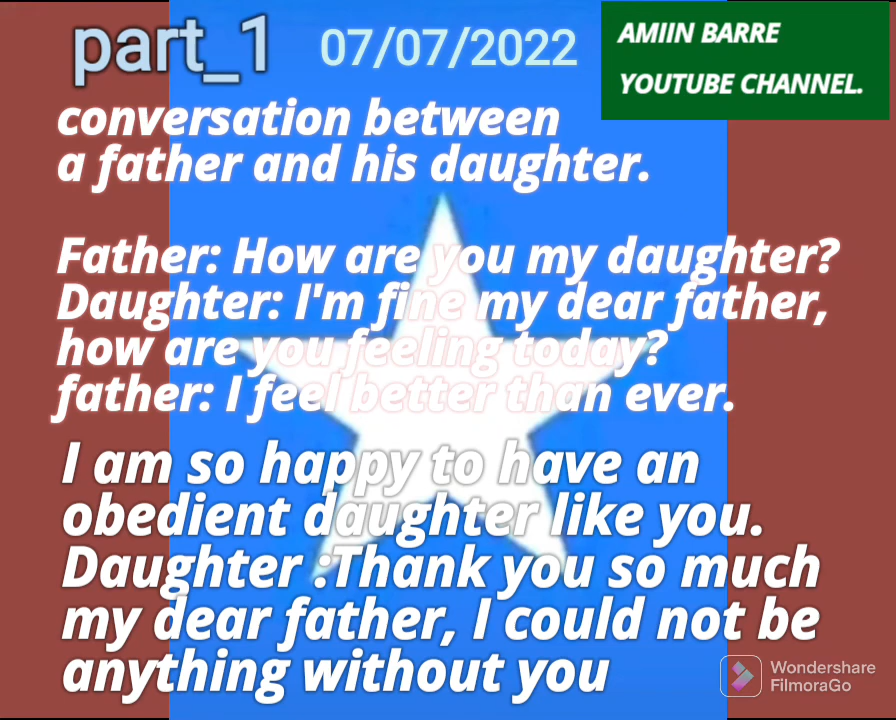 part_1 07/07/2022
AMIIN BARRE
YOUTUBE CHANNEL.
conversation between
a father and his daughter.
Father: How are you my daughter?
Daughter: I'm fine my dear father,
how are you feeling today?
father: I feel better than ever.
I am so happy to have an
obedient daughter like you.
Daughter :Thank you so much
my dear father, I could not be
anything without you
Wondershare
FilmoraGo